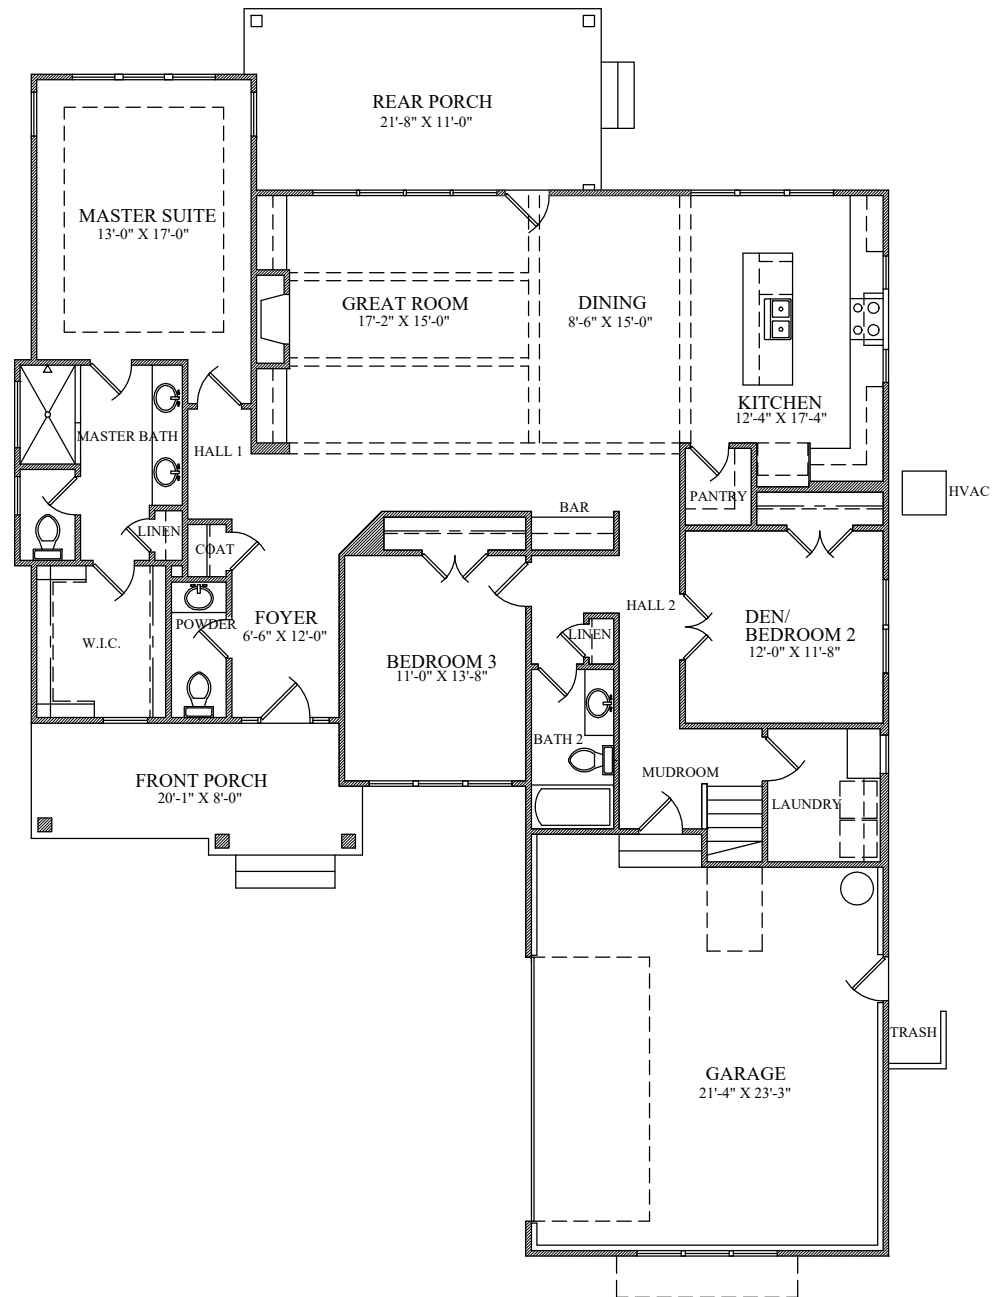 REAR PORCH
21'-8" X 11'-0"
MASTER SUITE
13'-0" X 17'-0"
GREAT ROOM
17'-2" X 15'-0"
DINING
8'-6" X 15'-0"
KITCHEN
12'-4" X 17'-4"
MASTER BATH
HALL 1
PANTRY
HVAC
BAR
LINEN
COAT
FOYER
6'-6" X 12'-0"
POWDER
W.I.C.
HALL 2
LINEN
DEN/
BEDROOM 2
12'-0" X 11'-8"
BEDROOM 3
11'-0" X 13'-8"
BATH 2
MUDROOM
LAUNDRY
FRONT PORCH
20'-1" X 8'-0"
TRASH
GARAGE
21'-4" X 23'-3"